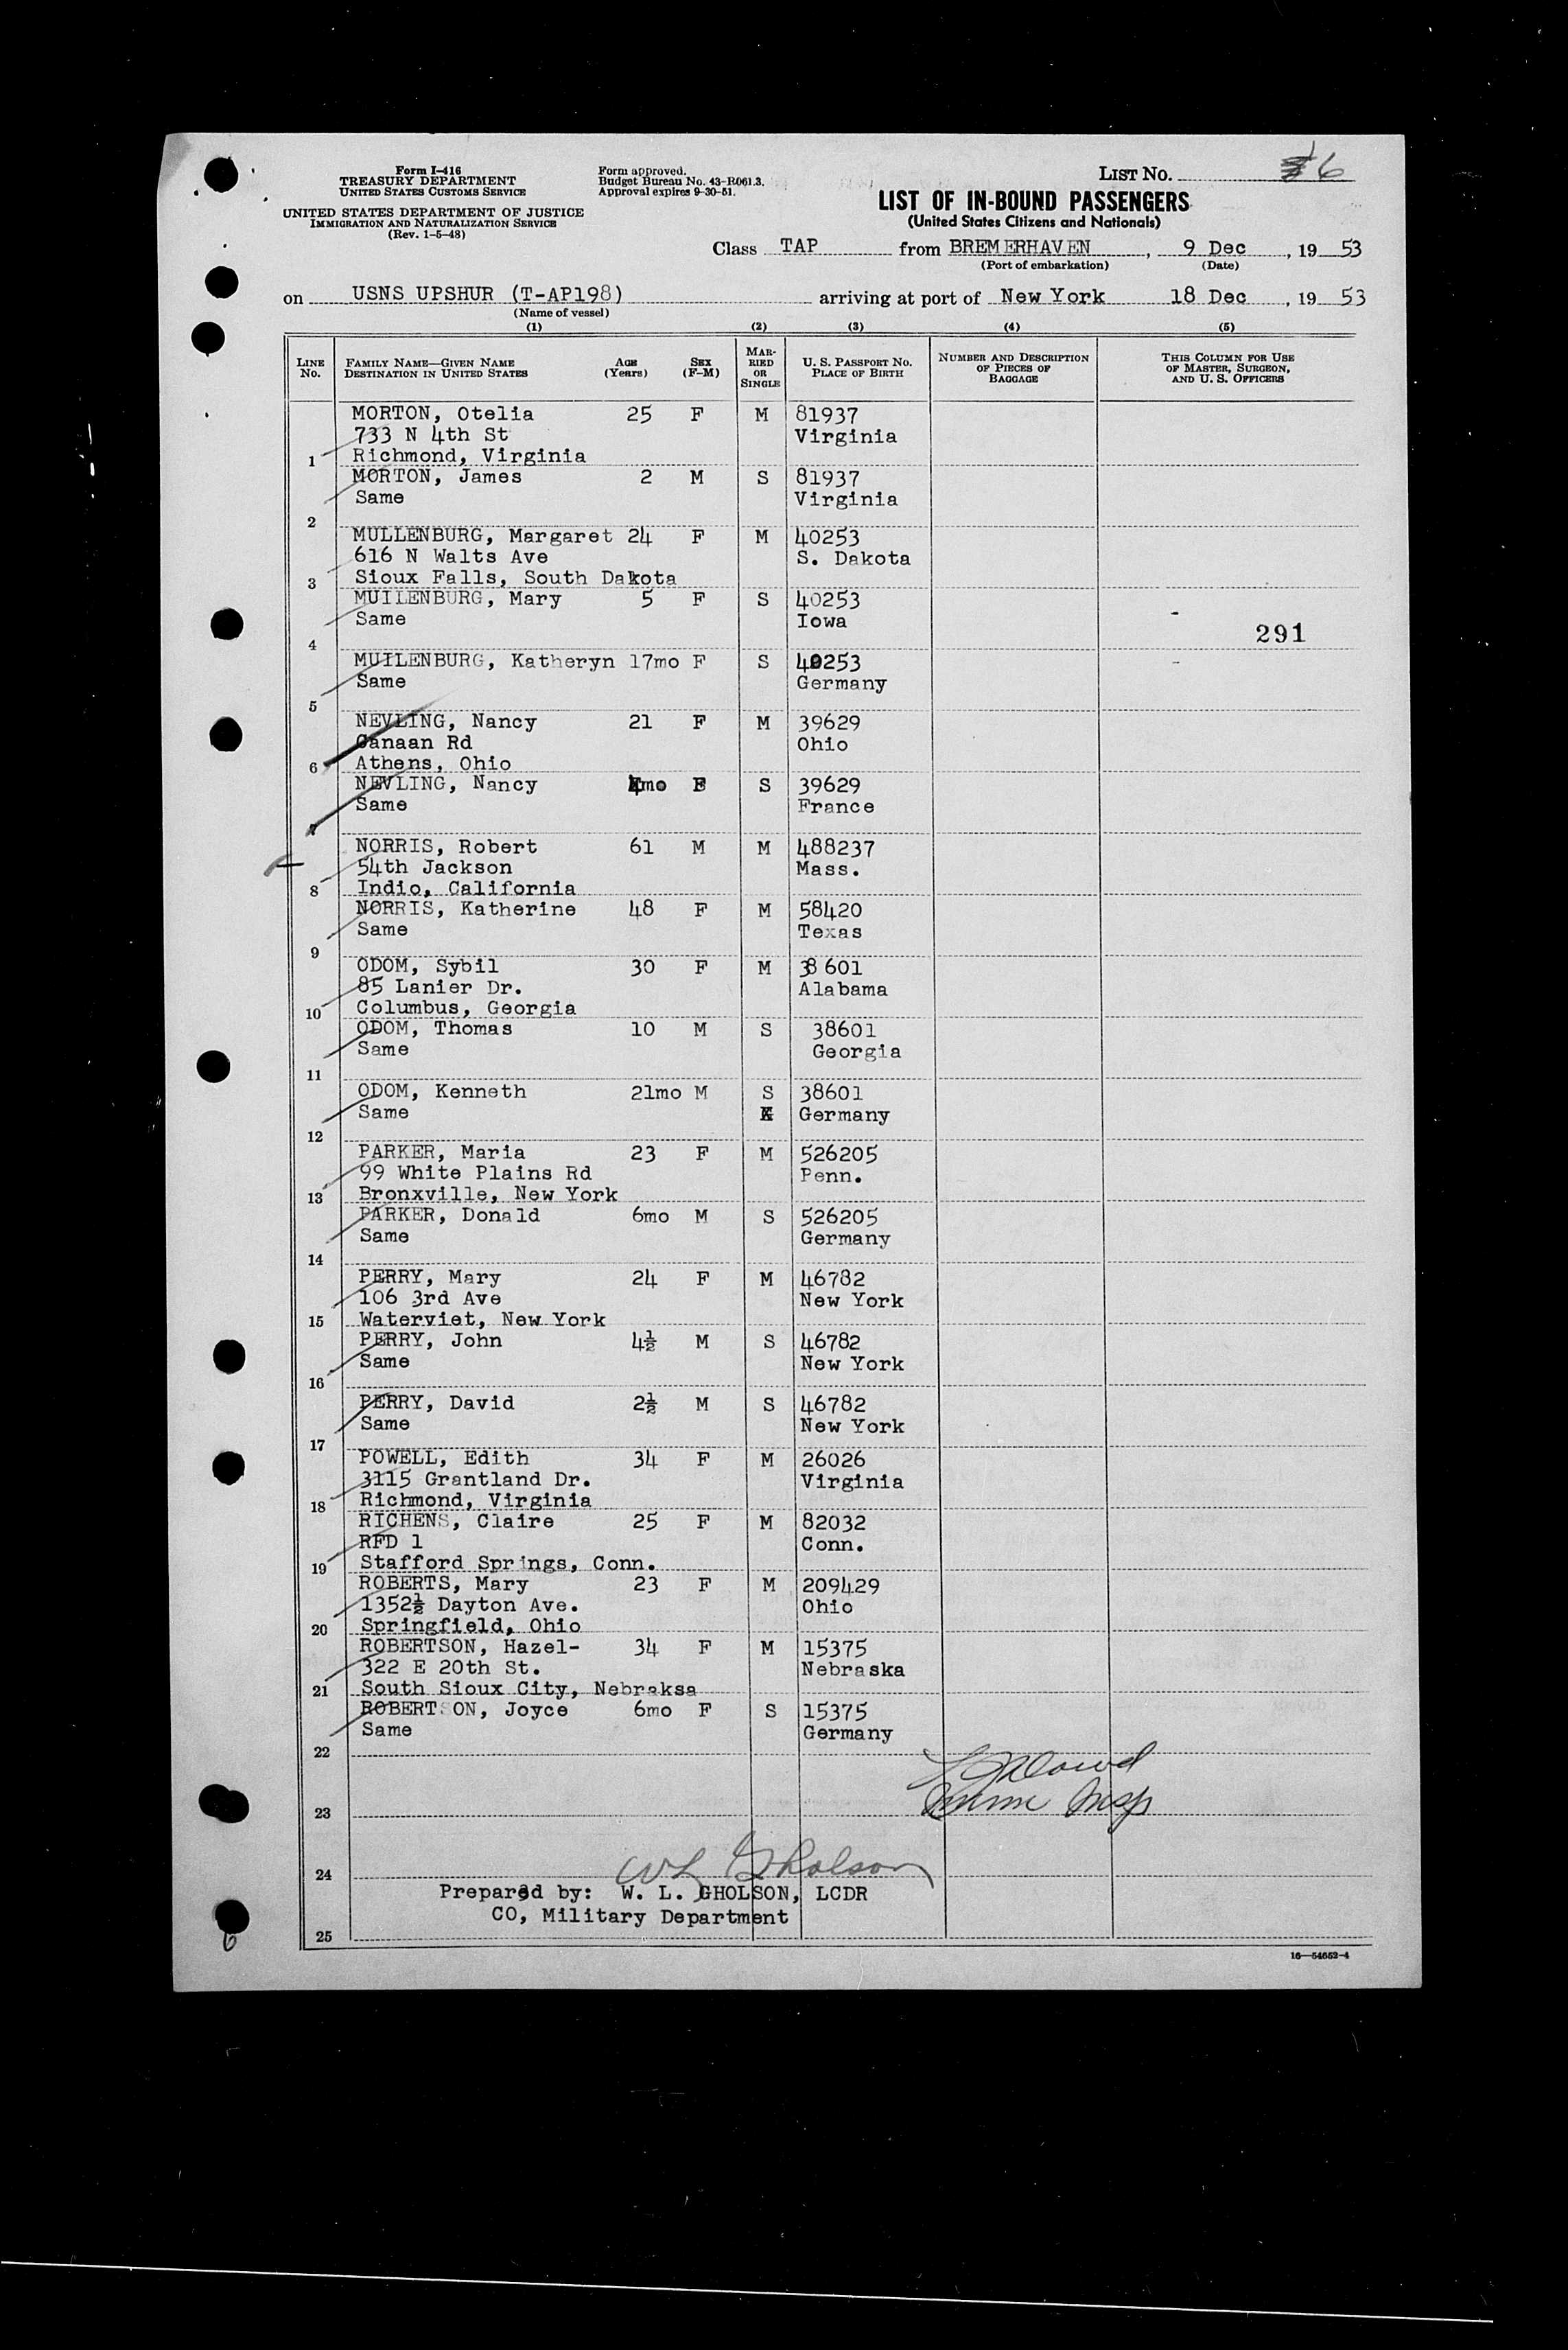 Form I-416
TREASURY DEPARTMENT
UNITED STATES CUSTOMS SERVICE
UNITED STATES DEPARTMENT OF JUSTICE
IMMIGRATION AND NATURALIZATION SERVICE
(Rev. 1-5-48)
Form approved.
Budget Bureau No. 43-R061.3.
Approval expires 9-30-51.
LIST NO. 6
LIST OF IN-BOUND PASSENGERS
(United States Citizens and Nationals)
Class TAP from BREMERHAVEN, 9 Dec, 19 53
(Port of embarkation) (Date)
on USNS UPSHUR (T-AP198) arriving at port of New York 18 Dec, 19 53
(Name of vessel)
(1) (2) (3) (4) (5)
LINE No. FAMILY NAME—GIVEN NAME DESTINATION IN UNITED STATES AGE (Years) SEX (F-M) MARRIED OR SINGLE U. S. PASSPORT NO. PLACE OF BIRTH NUMBER AND DESCRIPTION OF PIECES OF BAGGAGE THIS COLUMN FOR USE OF MASTER, SURGEON, AND U. S. OFFICERS
MORTON, Otelia 25 F M 81937
733 N 4th St Virginia
1 Richmond, Virginia
MORTON, James 2 M S 81937
Same Virginia
2
MULLENBURG, Margaret 24 F M 40253
616 N Walts Ave S. Dakota
3 Sioux Falls, South Dakota
MUILENBURG, Mary 5 F S 40253
Same Iowa
4 291
MUILENBURG, Katheryn 17mo F S 40253
Same Germany
5
NEVLING, Nancy 21 F M 39629
Canaan Rd Ohio
6 Athens, Ohio
NEVLING, Nancy mo F S 39629
Same France
7
NORRIS, Robert 61 M M 488237
54th Jackson Mass.
8 Indio, California
NORRIS, Katherine 48 F M 58420
Same Texas
9
ODOM, Sybil 30 F M 38601
85 Lanier Dr. Alabama
10 Columbus, Georgia
ODOM, Thomas 10 M S 38601
Same Georgia
11
ODOM, Kenneth 21mo M S 38601
Same Germany
12
PARKER, Maria 23 F M 526205
99 White Plains Rd Penn.
13 Bronxville, New York
PARKER, Donald 6mo M S 526205
Same Germany
14
PERRY, Mary 24 F M 46782
106 3rd Ave New York
15 Waterviet, New York
PERRY, John 4½ M S 46782
Same New York
16
PERRY, David 2½ M S 46782
Same New York
17
POWELL, Edith 34 F M 26026
3115 Grantland Dr. Virginia
18 Richmond, Virginia
RICHENS, Claire 25 F M 82032
RFD 1 Conn.
19 Stafford Springs, Conn.
ROBERTS, Mary 23 F M 209429
1352½ Dayton Ave. Ohio
20 Springfield, Ohio
ROBERTSON, Hazel- 34 F M 15375
322 E 20th St. Nebraska
21 South Sioux City, Nebraksa
ROBERTSON, Joyce 6mo F S 15375
Same Germany
22
Imm Insp
23
W L Gholson
24
Prepared by: W. L. GHOLSON, LCDR
CO, Military Department
25
6
16—54652-4